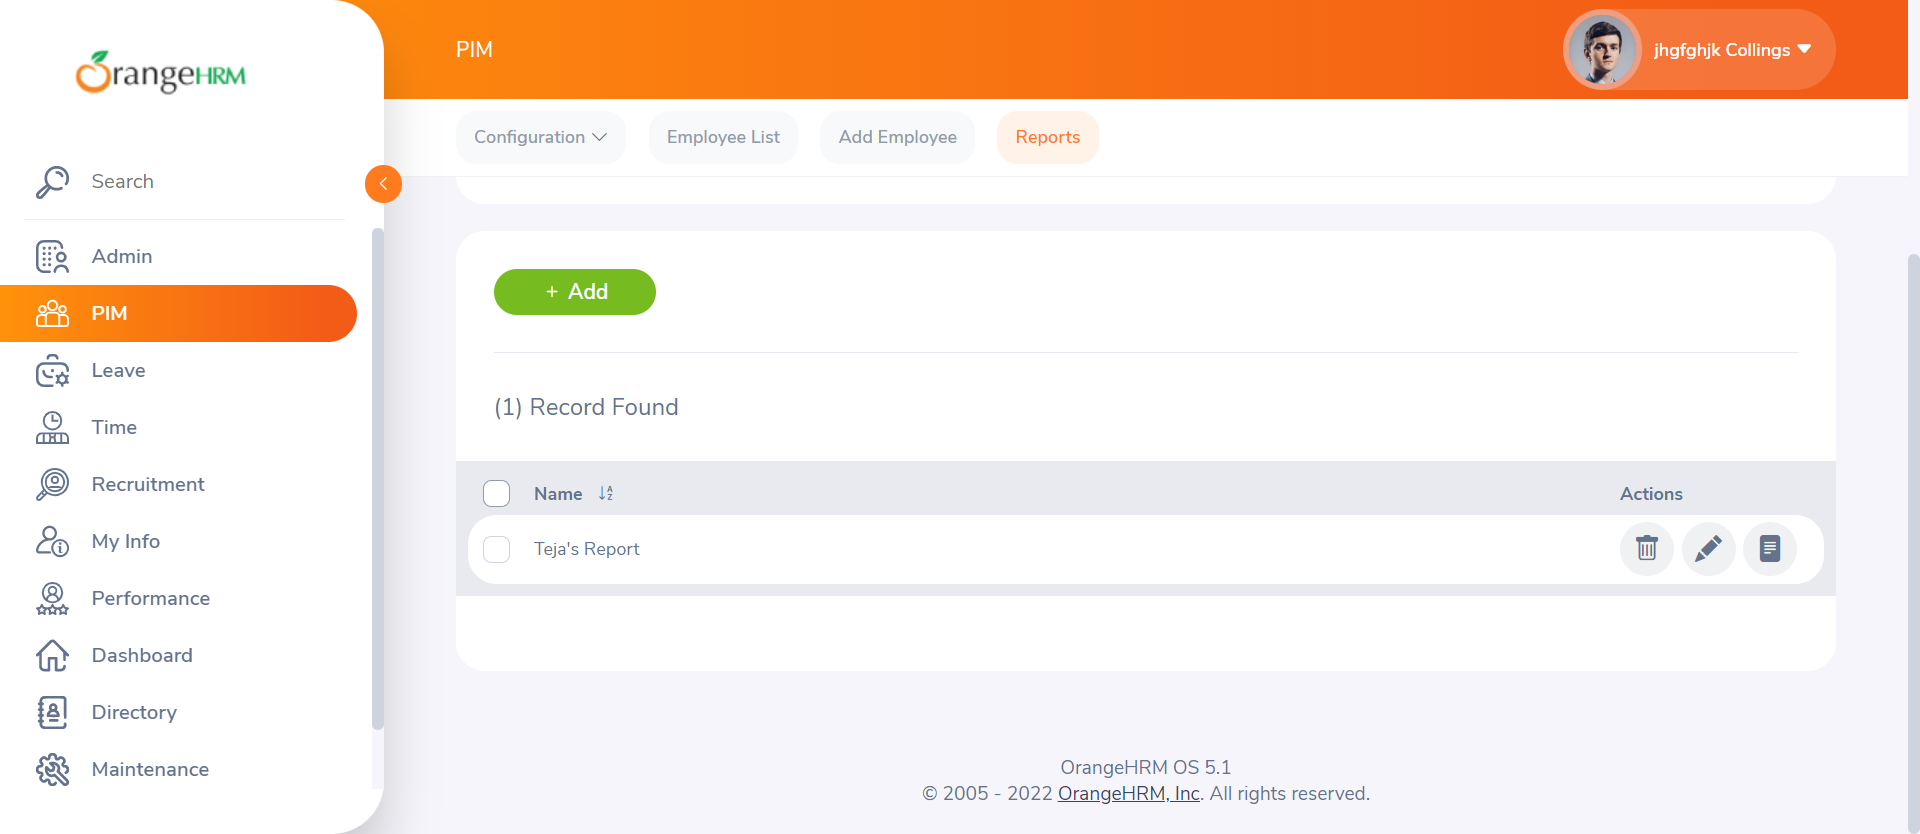 OrangeHRM
PIM
jhgfghjk Collings
Configuration
Employee List
Add Employee
Reports
Search
Admin
PIM
Leave
Time
Recruitment
My Info
Performance
Dashboard
Directory
Maintenance
+ Add
(1) Record Found
Name
Actions
Teja's Report
OrangeHRM OS 5.1
© 2005 - 2022 OrangeHRM, Inc. All rights reserved.